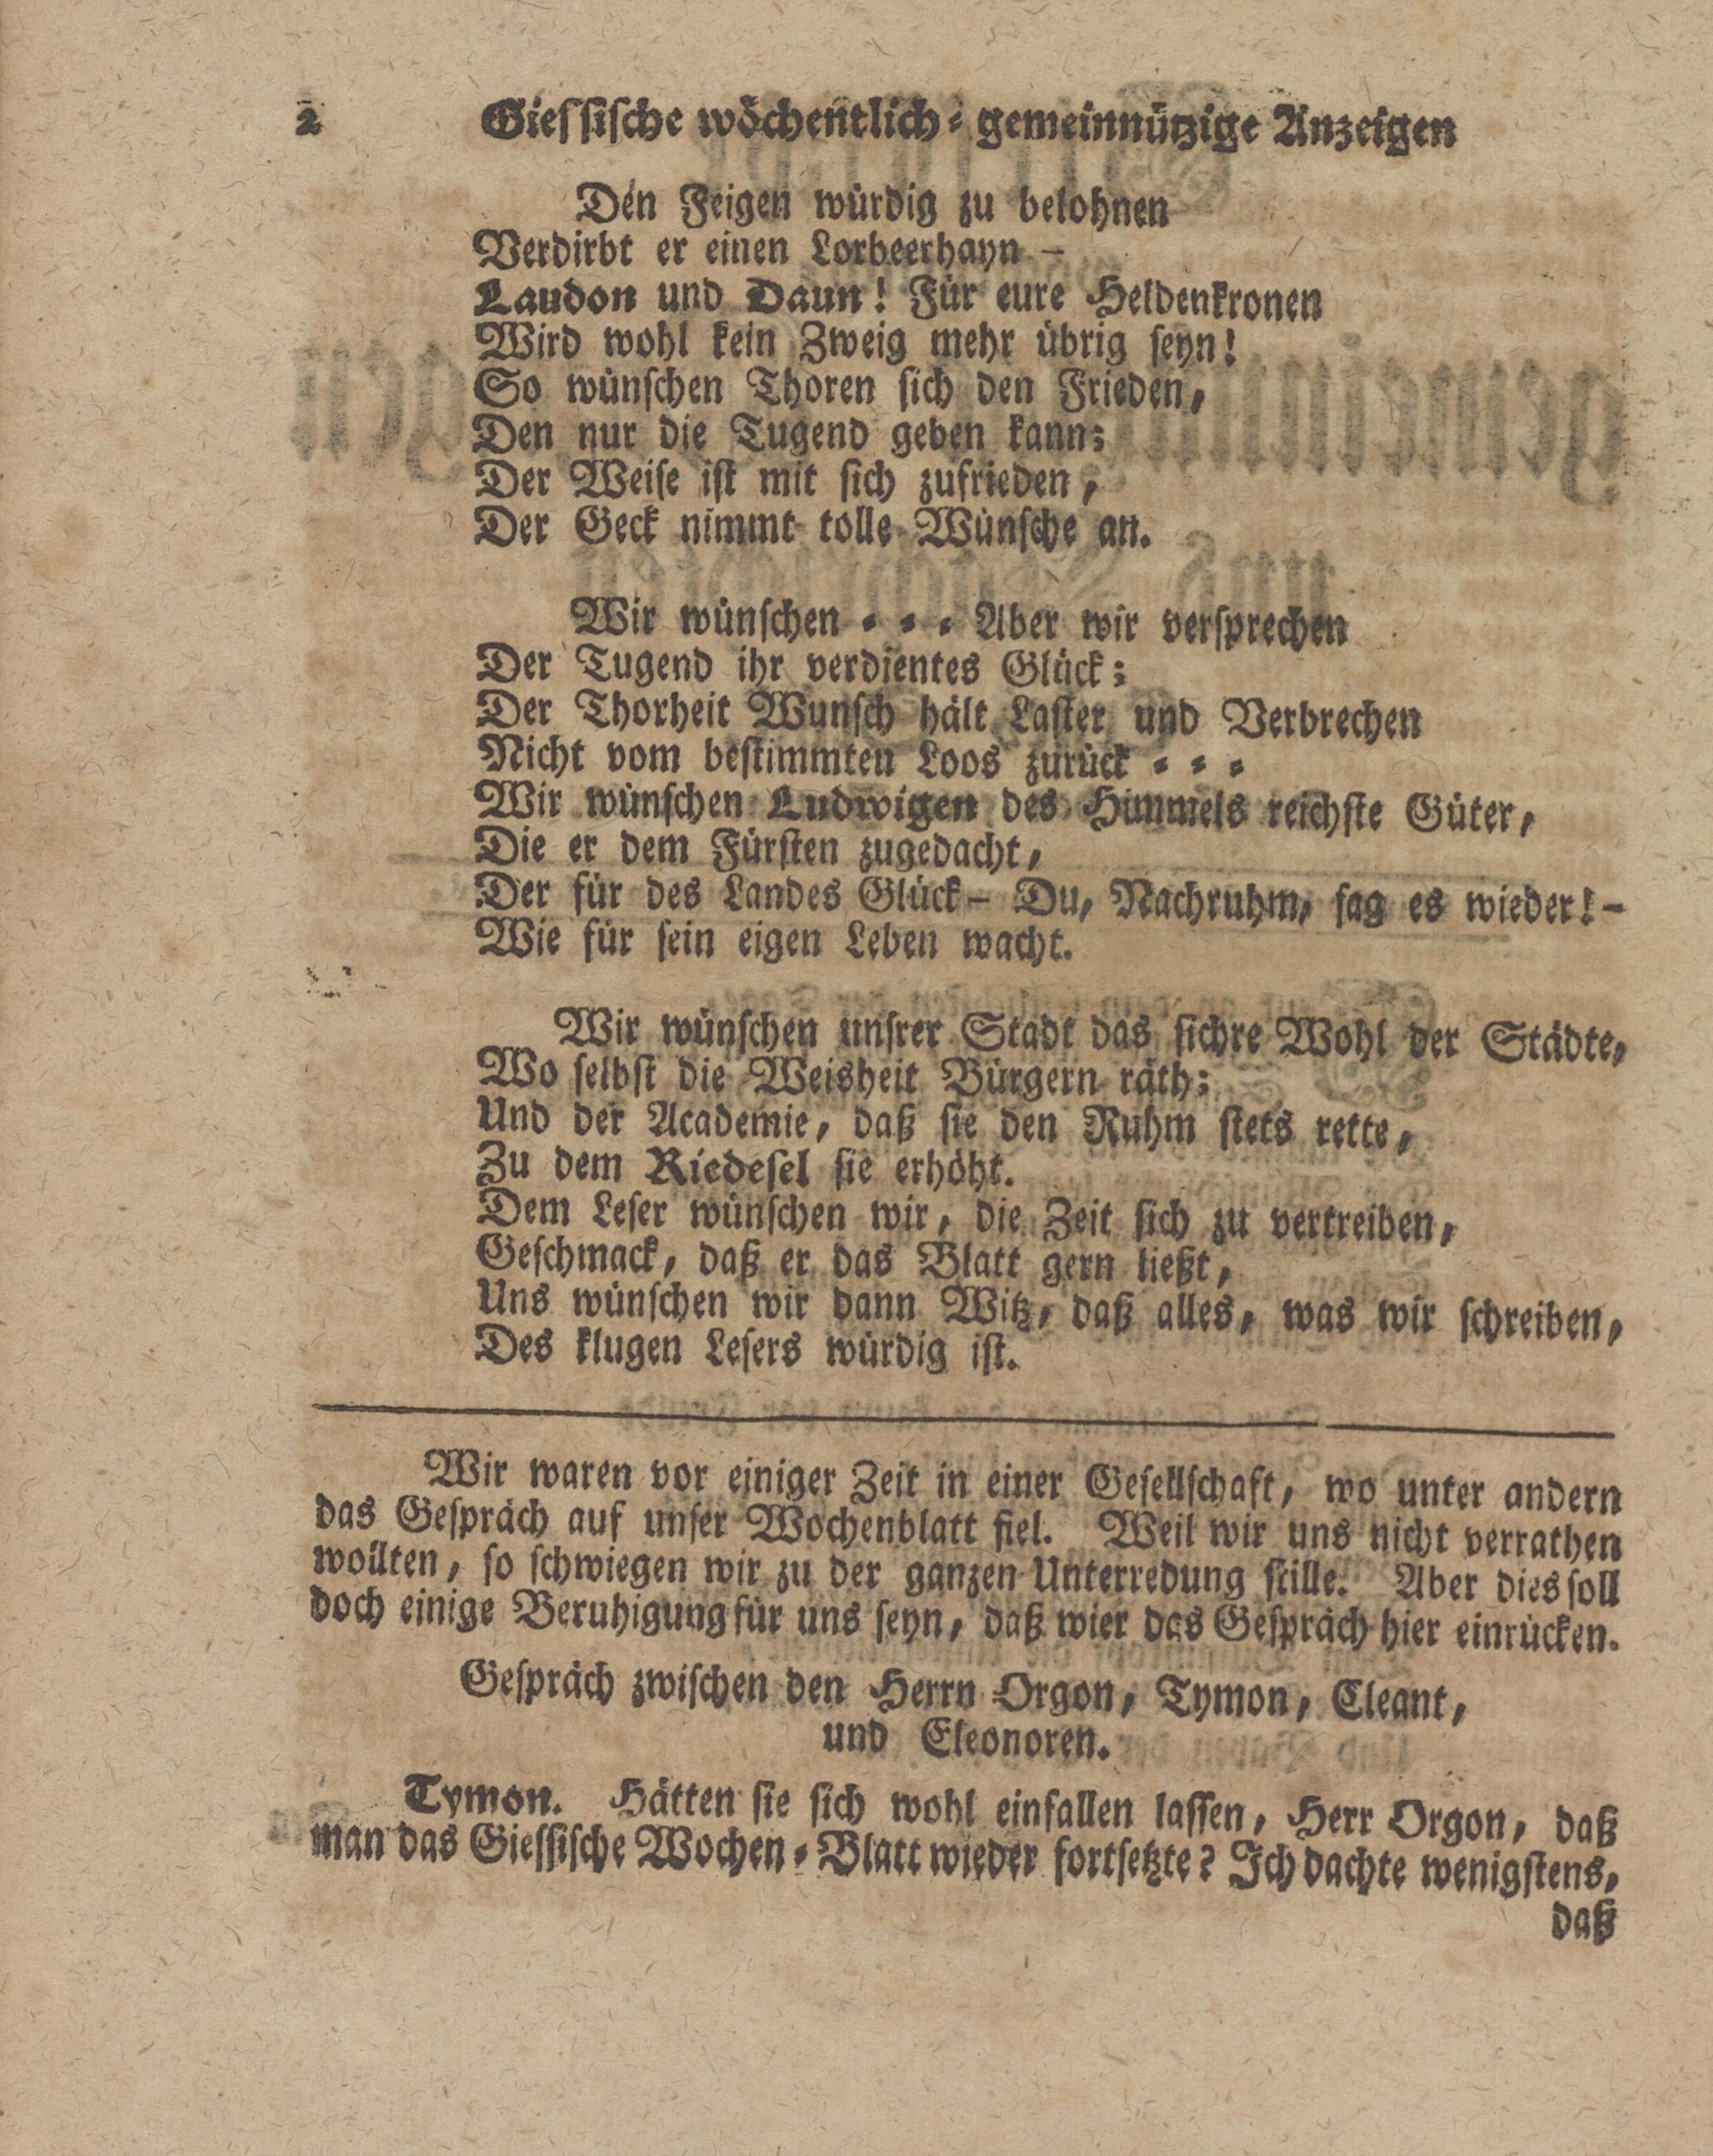 2 Giessische wöchentlich-gemeinnützige Anzeigen
Den Feigen würdig zu belohnen
Verdirbt er einen Lorbeerhayn –
Laudon und Daun! Für eure Heldenkronen
Wird wohl kein Zweig mehr übrig seyn!
So wünschen Thoren sich den Frieden,
Den nur die Tugend geben kann;
Der Weise ist mit sich zufrieden,
Der Geck nimmt tolle Wünsche an.
Wir wünschen - - - Aber wir versprechen
Der Tugend ihr verdientes Glück;
Der Thorheit Wunsch hält Laster und Verbrechen
Nicht vom bestimmten Loos zurück - - -
Wir wünschen Ludwigen des Himmels reichste Güter,
Die er dem Fürsten zugedacht,
Der für des Landes Glück – Du, Nachruhm, sag es wieder! –
Wie für sein eigen Leben wacht.
Wir wünschen unsrer Stadt das sichre Wohl der Städte,
Wo selbst die Weisheit Bürgern räth;
Und der Academie, daß sie den Ruhm stets rette,
Zu dem Riedesel sie erhöht.
Dem Leser wünschen wir, die Zeit sich zu vertreiben,
Geschmack, daß er das Blatt gern ließt,
Uns wünschen wir dann Witz, daß alles, was wir schreiben,
Des klugen Lesers würdig ist.
Wir waren vor einiger Zeit in einer Gesellschaft, wo unter andern
das Gespräch auf unser Wochenblatt fiel. Weil wir uns nicht verrathen
wollten, so schwiegen wir zu der ganzen Unterredung stille. Aber dies soll
doch einige Beruhigung für uns seyn, daß wier das Gespräch hier einrücken.
Gespräch zwischen den Herrn Orgon, Tymon, Cleant,
und Eleonoren.
Tymon. Hätten sie sich wohl einfallen lassen, Herr Orgon, daß
man das Giessische Wochen-Blatt wieder fortsetzte? Ich dachte wenigstens,
daß